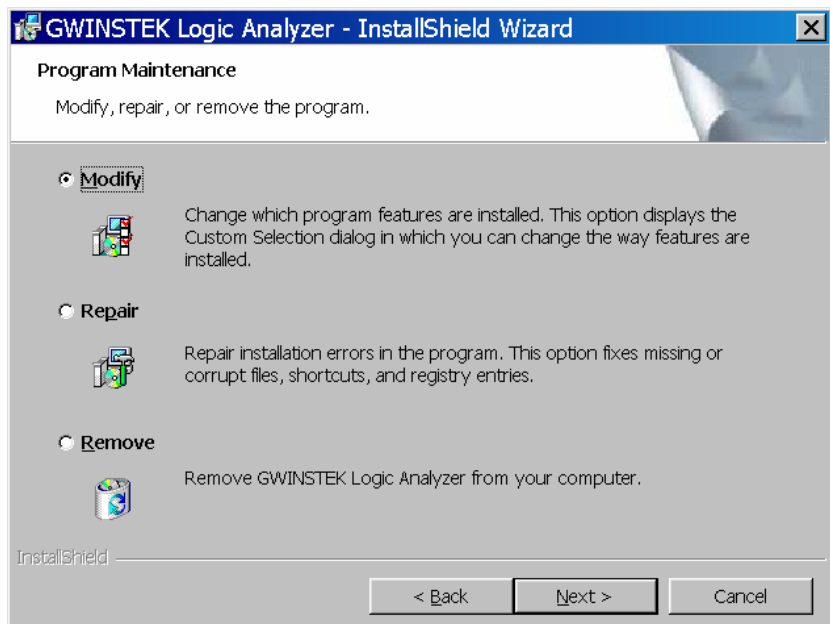 GWINSTEK Logic Analyzer - InstallShield Wizard
Program Maintenance
Modify, repair, or remove the program.
Modify
Change which program features are installed. This option displays the
Custom Selection dialog in which you can change the way features are
installed.
Repair
Repair installation errors in the program. This option fixes missing or
corrupt files, shortcuts, and registry entries.
Remove
Remove GWINSTEK Logic Analyzer from your computer.
InstallShield
< Back
Next >
Cancel